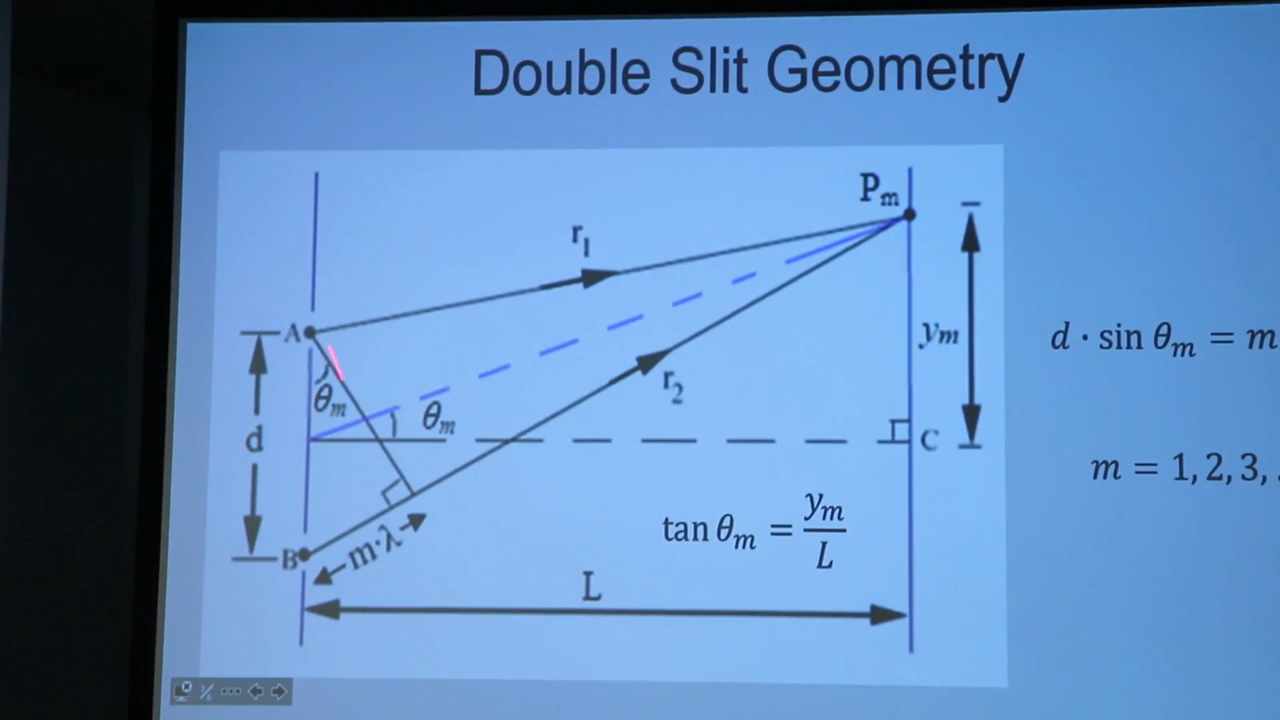 Double Slit Geometry
Pm
r1
A
ym
d · sin θm = m
θm
r2
θm
d
C
m = 1, 2, 3, .
tan θm = ym/L
B
m·λ
L